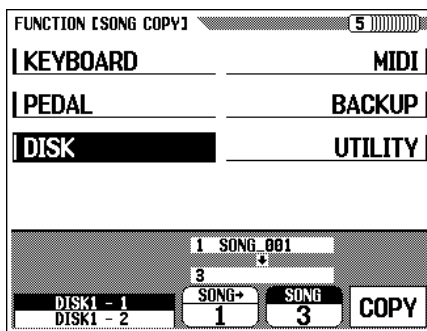 FUNCTION [SONG COPY] 5
KEYBOARD MIDI
PEDAL BACKUP
DISK UTILITY
1 SONG_001
3
DISK1 - 1
DISK1 - 2
SONG→
1
SONG
3
COPY